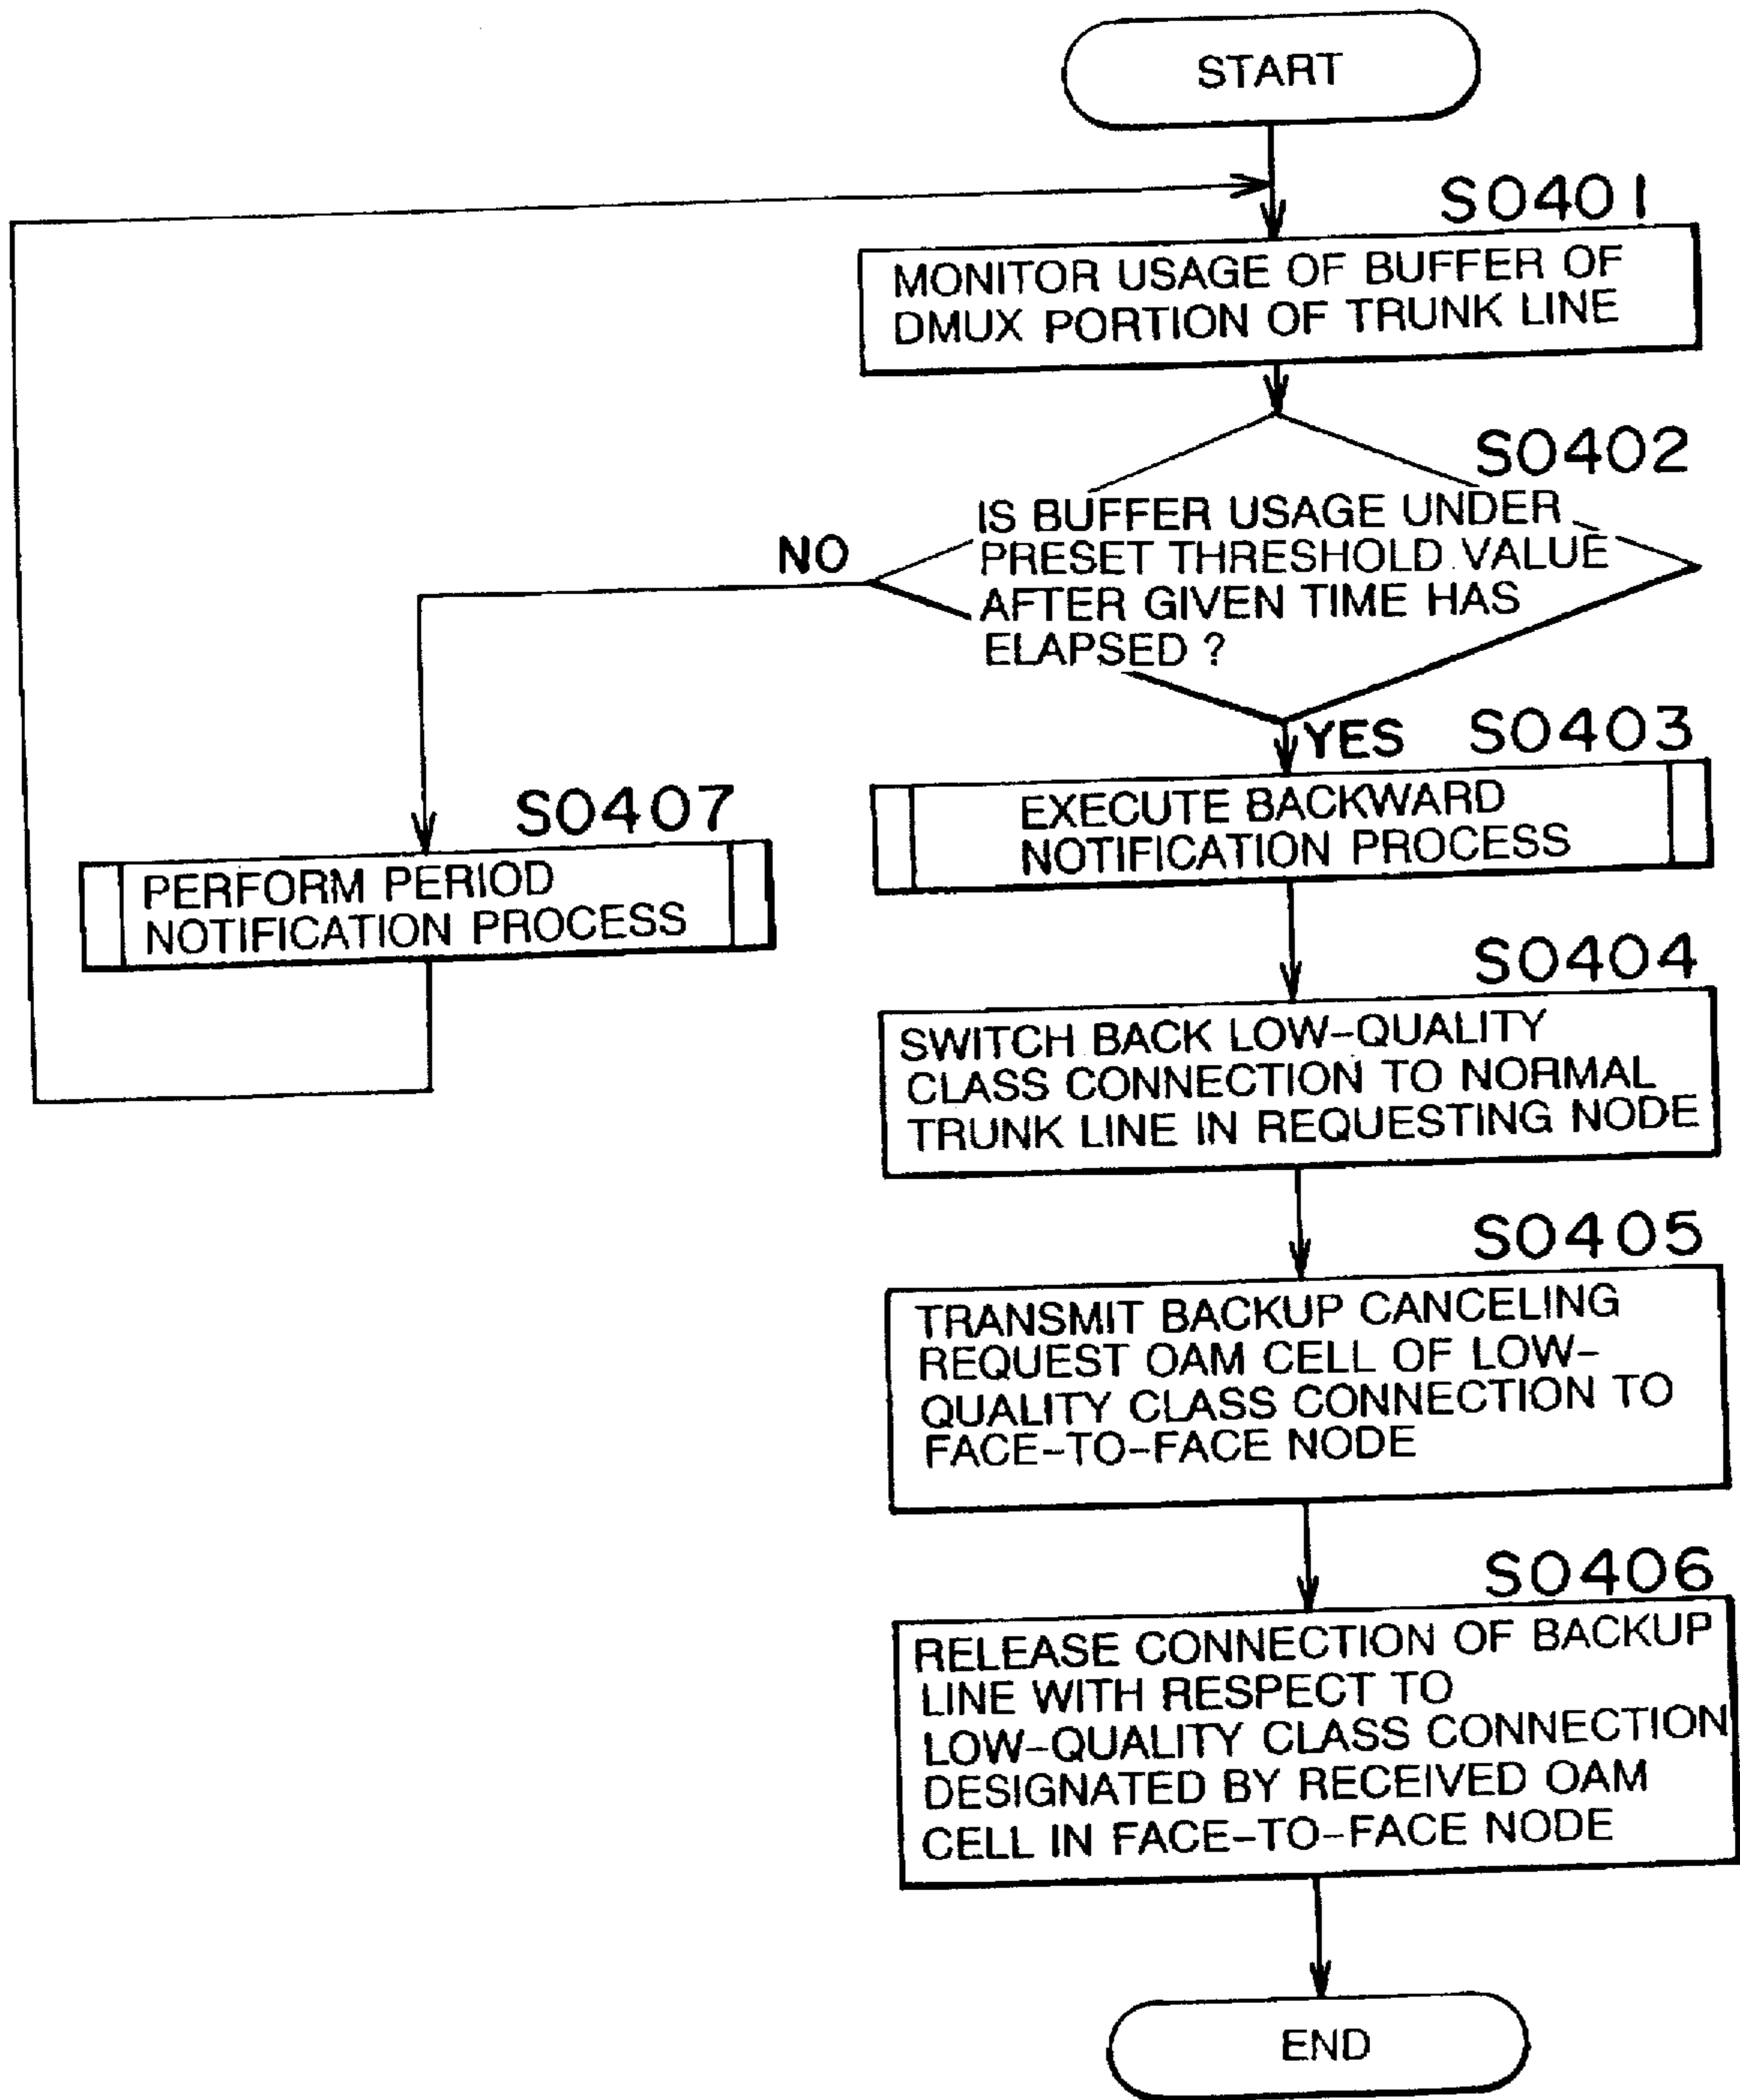 START
S0401
MONITOR USAGE OF BUFFER OF
DMUX PORTION OF TRUNK LINE
S0402
IS BUFFER USAGE UNDER
PRESET THRESHOLD VALUE
AFTER GIVEN TIME HAS
ELAPSED ?
NO
YES
S0403
EXECUTE BACKWARD
NOTIFICATION PROCESS
S0407
PERFORM PERIOD
NOTIFICATION PROCESS
S0404
SWITCH BACK LOW-QUALITY
CLASS CONNECTION TO NORMAL
TRUNK LINE IN REQUESTING NODE
S0405
TRANSMIT BACKUP CANCELING
REQUEST OAM CELL OF LOW-
QUALITY CLASS CONNECTION TO
FACE-TO-FACE NODE
S0406
RELEASE CONNECTION OF BACKUP
LINE WITH RESPECT TO
LOW-QUALITY CLASS CONNECTION
DESIGNATED BY RECEIVED OAM
CELL IN FACE-TO-FACE NODE
END